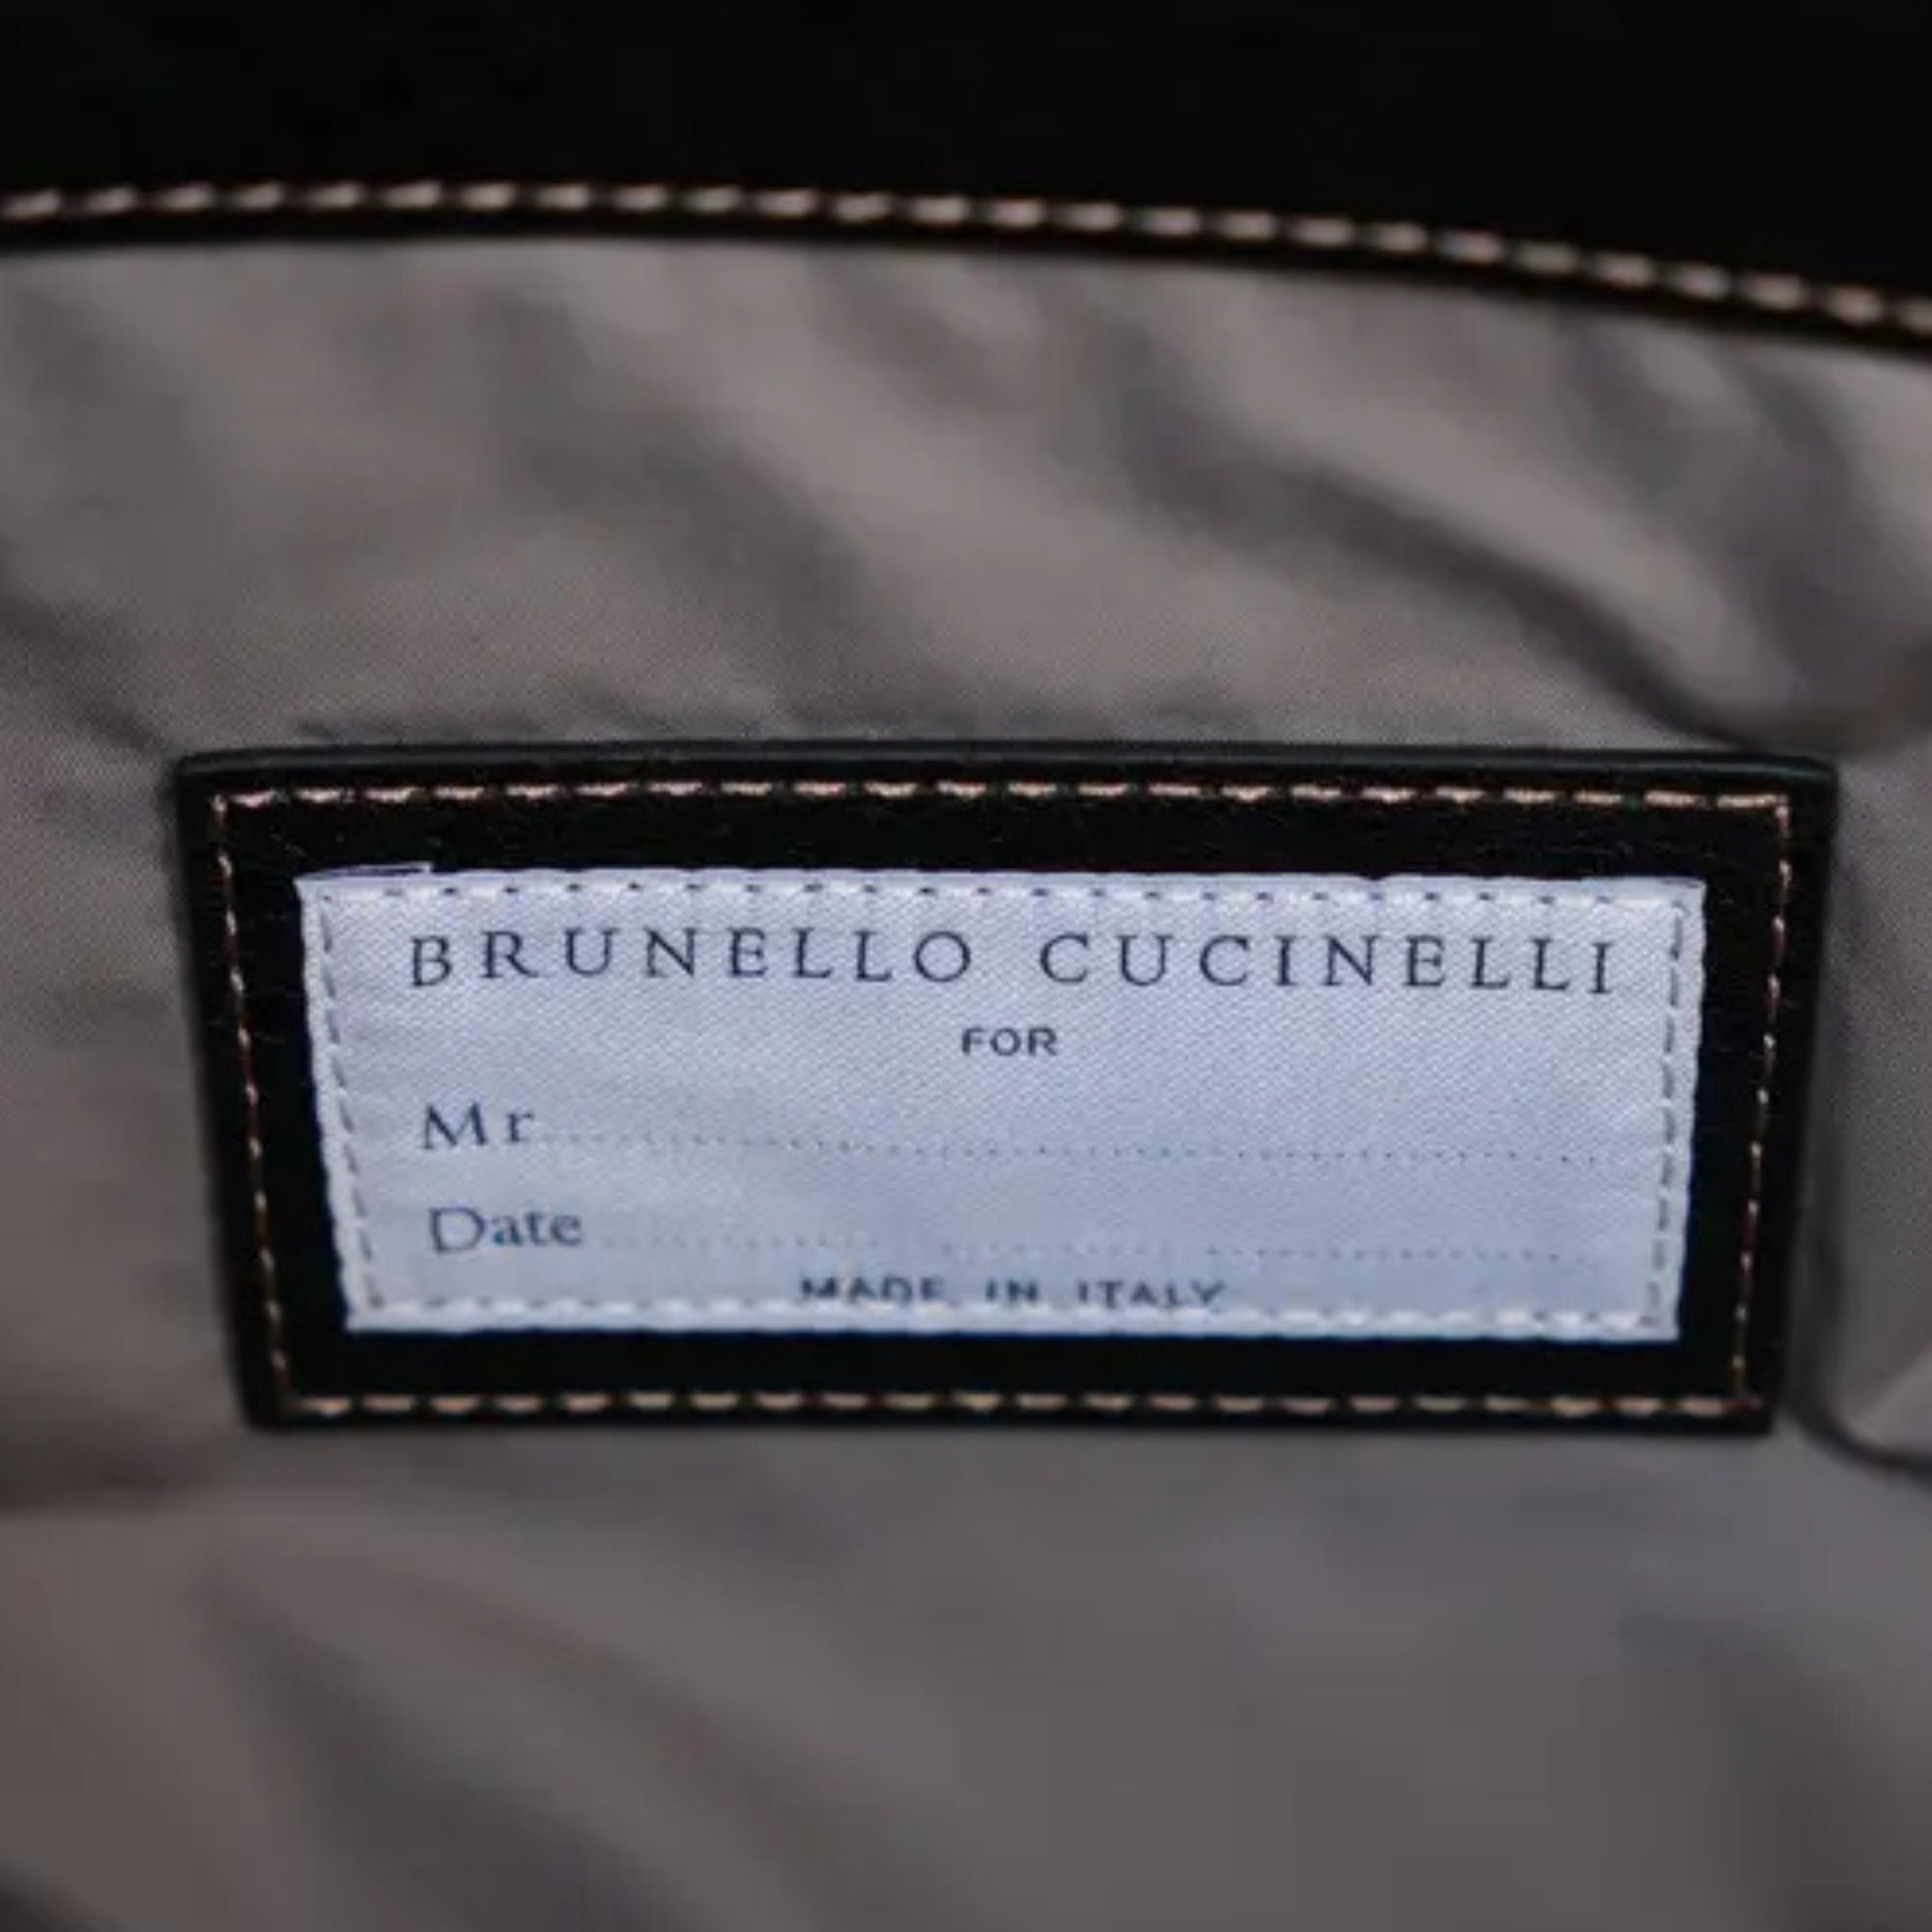 BRUNELLO CUCINELLI
FOR
Mr
Date
MADE IN ITALY